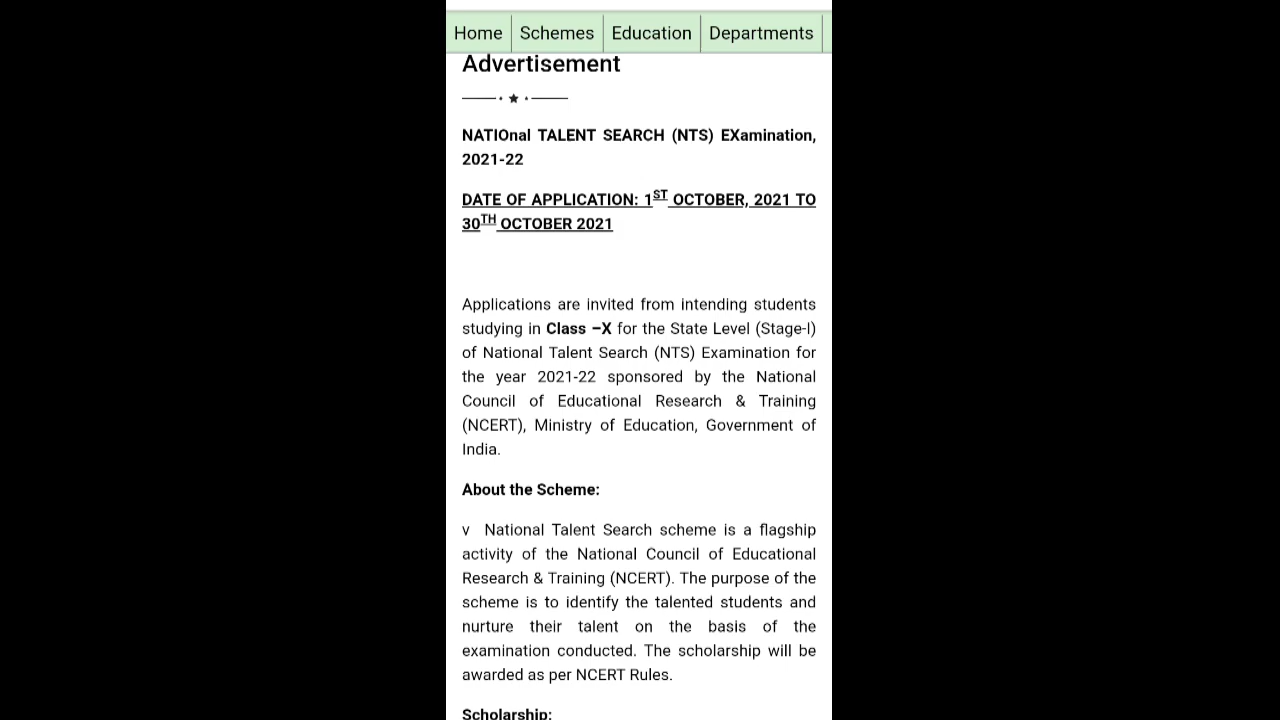 Home Schemes Education Departments
Advertisement
NATIOnal TALENT SEARCH (NTS) EXamination,
2021-22
DATE OF APPLICATION: 1ST OCTOBER, 2021 TO
30TH OCTOBER 2021
Applications are invited from intending students
studying in Class –X for the State Level (Stage-I)
of National Talent Search (NTS) Examination for
the year 2021-22 sponsored by the National
Council of Educational Research & Training
(NCERT), Ministry of Education, Government of
India.
About the Scheme:
v National Talent Search scheme is a flagship
activity of the National Council of Educational
Research & Training (NCERT). The purpose of the
scheme is to identify the talented students and
nurture their talent on the basis of the
examination conducted. The scholarship will be
awarded as per NCERT Rules.
Scholarship: